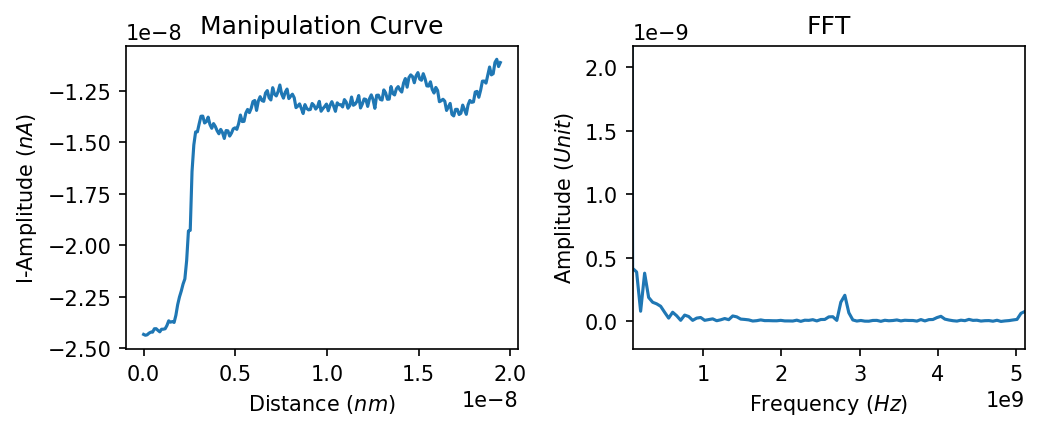 Manipulation Curve
1e−8
I-Amplitude (nA)
−1.25
−1.50
−1.75
−2.00
−2.25
−2.50
0.0 0.5 1.0 1.5 2.0
1e−8
Distance (nm)
FFT
1e−9
Amplitude (Unit)
2.0
1.5
1.0
0.5
0.0
1 2 3 4 5
1e9
Frequency (Hz)